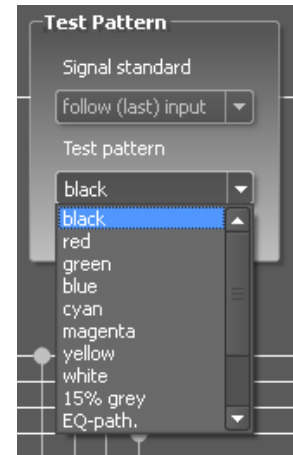 Test Pattern
Signal standard
follow (last) input
Test pattern
black
black
red
green
blue
cyan
magenta
yellow
white
15% grey
EQ-path.